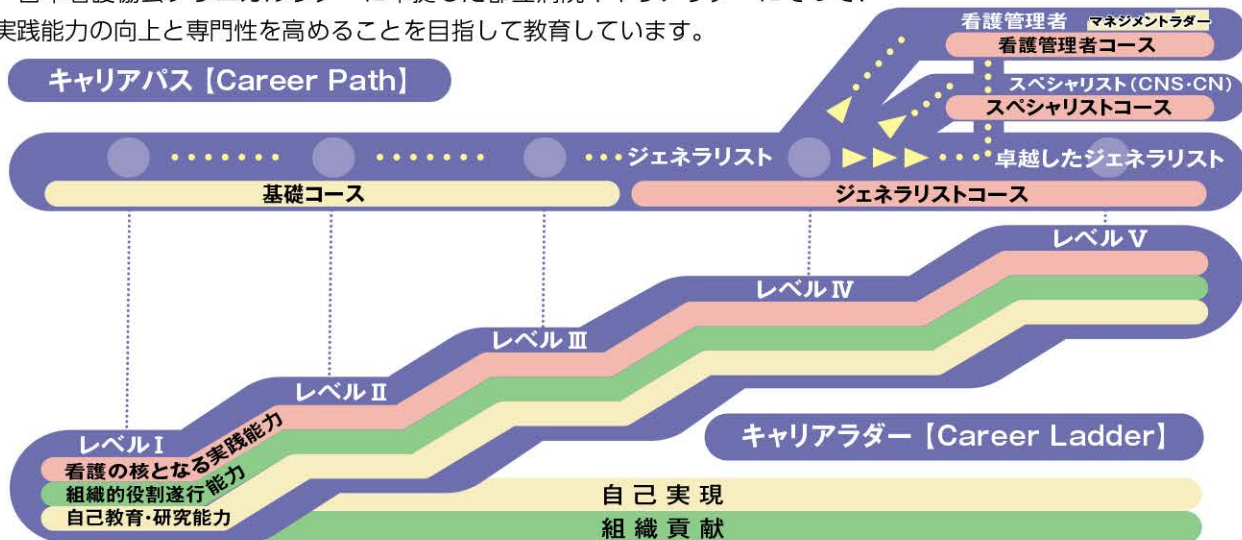 実践能力の向上と専門性を高めることを目指して教育しています。
キャリアパス【Career Path】
看護管理者 マネジメントラダー
看護管理者コース
スペシャリスト(CNS・CN)
スペシャリストコース
ジェネラリスト
卓越したジェネラリスト
基礎コース
ジェネラリストコース
レベルⅤ
レベルⅣ
レベルⅢ
レベルⅡ
レベルⅠ
看護の核となる実践能力
組織的役割遂行能力
自己教育・研究能力
キャリアラダー【Career Ladder】
自己実現
組織貢献